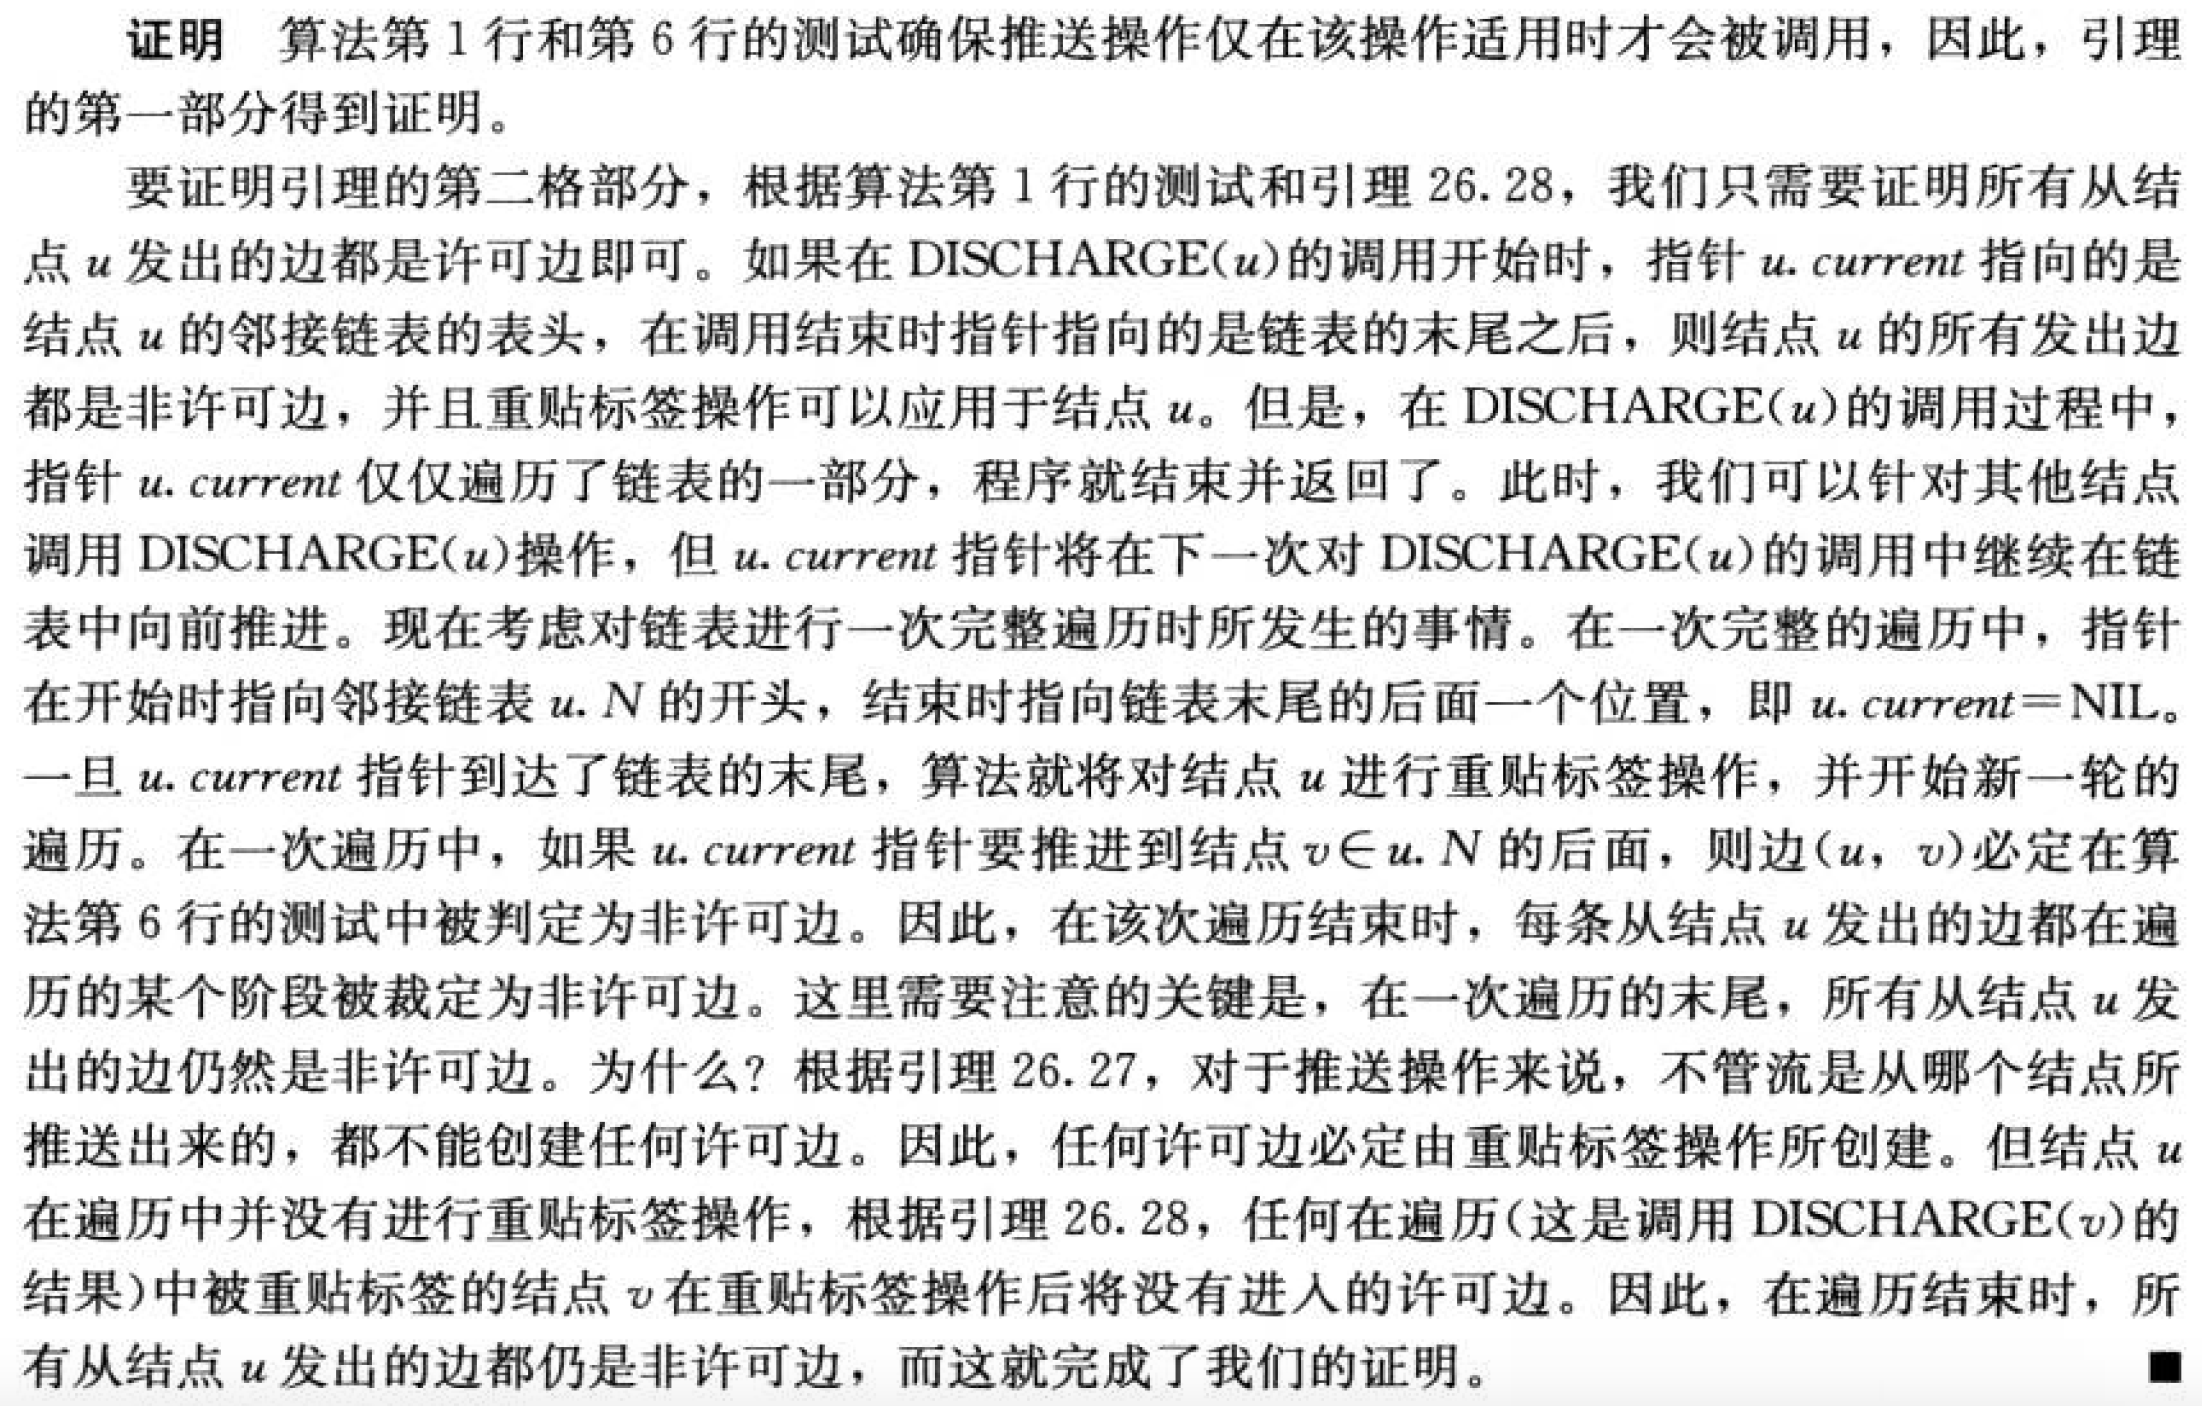 证明 算法第 1 行和第 6 行的测试确保推送操作仅在该操作适用时才会被调用，因此，引理
的第一部分得到证明。
要证明引理的第二格部分，根据算法第 1 行的测试和引理 26.28，我们只需要证明所有从结
点 u 发出的边都是许可边即可。如果在 DISCHARGE(u)的调用开始时，指针 u.current 指向的是
结点 u 的邻接链表的表头，在调用结束时指针指向的是链表的末尾之后，则结点 u 的所有发出边
都是非许可边，并且重贴标签操作可以应用于结点 u。但是，在 DISCHARGE(u)的调用过程中，
指针 u.current 仅仅遍历了链表的一部分，程序就结束并返回了。此时，我们可以针对其他结点
调用 DISCHARGE(u)操作，但 u.current 指针将在下一次对 DISCHARGE(u)的调用中继续在链
表中向前推进。现在考虑对链表进行一次完整遍历时所发生的事情。在一次完整的遍历中，指针
在开始时指向邻接链表 u.N 的开头，结束时指向链表末尾的后面一个位置，即 u.current=NIL。
一旦 u.current 指针到达了链表的末尾，算法就将对结点 u 进行重贴标签操作，并开始新一轮的
遍历。在一次遍历中，如果 u.current 指针要推进到结点 v∈u.N 的后面，则边(u，v)必定在算
法第 6 行的测试中被判定为非许可边。因此，在该次遍历结束时，每条从结点 u 发出的边都在遍
历的某个阶段被裁定为非许可边。这里需要注意的关键是，在一次遍历的末尾，所有从结点 u 发
出的边仍然是非许可边。为什么？根据引理 26.27，对于推送操作来说，不管流是从哪个结点所
推送出来的，都不能创建任何许可边。因此，任何许可边必定由重贴标签操作所创建。但结点 u
在遍历中并没有进行重贴标签操作，根据引理 26.28，任何在遍历(这是调用 DISCHARGE(v)的
结果)中被重贴标签的结点 v 在重贴标签操作后将没有进入的许可边。因此，在遍历结束时，所
有从结点 u 发出的边都仍是非许可边，而这就完成了我们的证明。 ■